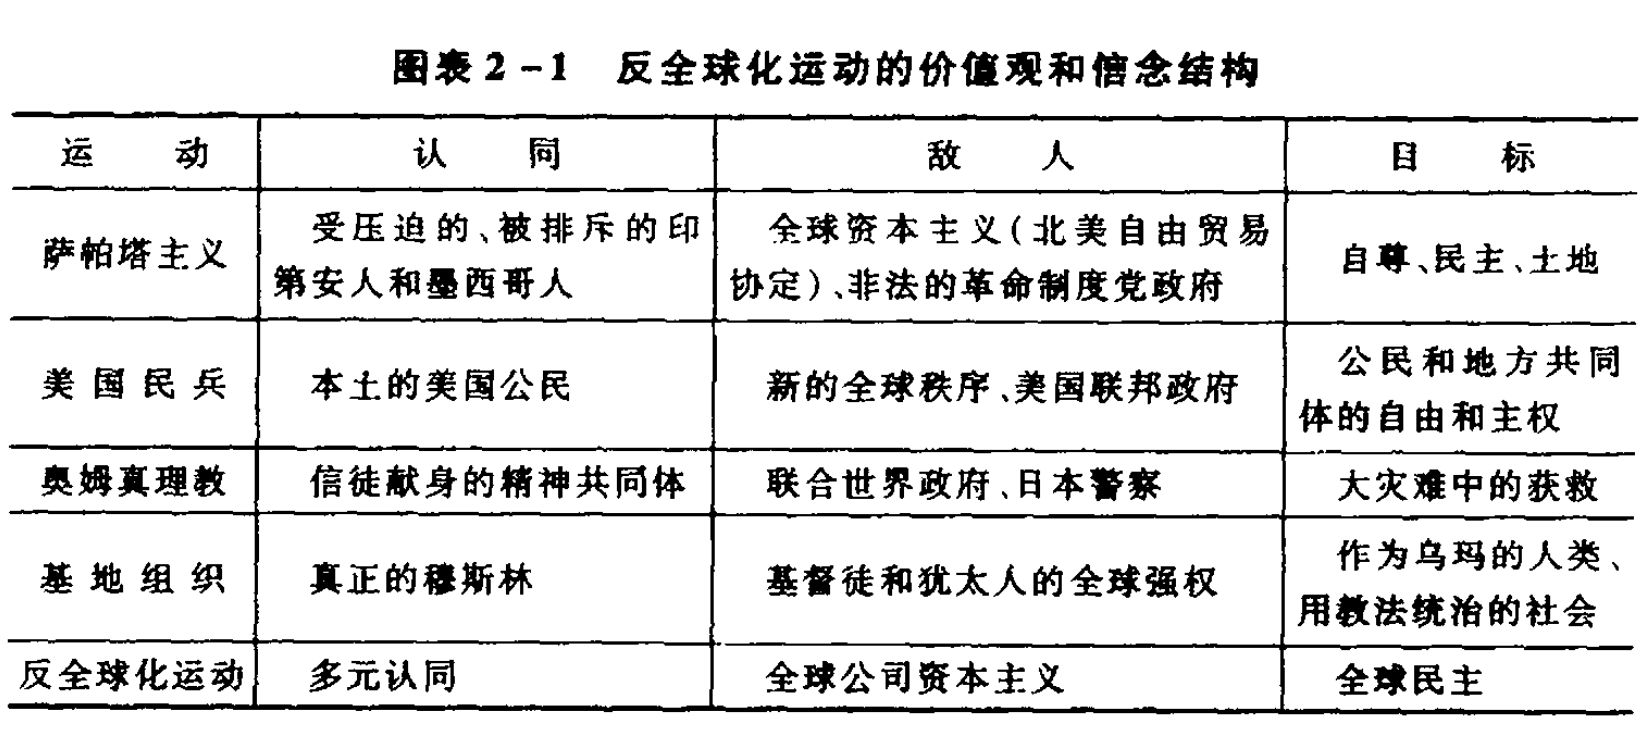 图表2-1 反全球化运动的价值观和信念结构
运动 认同 敌人 目标
萨帕塔主义
受压迫的、被排斥的印
第安人和墨西哥人
全球资本主义(北美自由贸易
协定)、非法的革命制度党政府
自尊、民主、土地
美国民兵
本土的美国公民
新的全球秩序、美国联邦政府
公民和地方共同
体的自由和主权
奥姆真理教
信徒献身的精神共同体
联合世界政府、日本警察
大灾难中的获救
基地组织
真正的穆斯林
基督徒和犹太人的全球强权
作为乌玛的人类、
用教法统治的社会
反全球化运动
多元认同
全球公司资本主义
全球民主